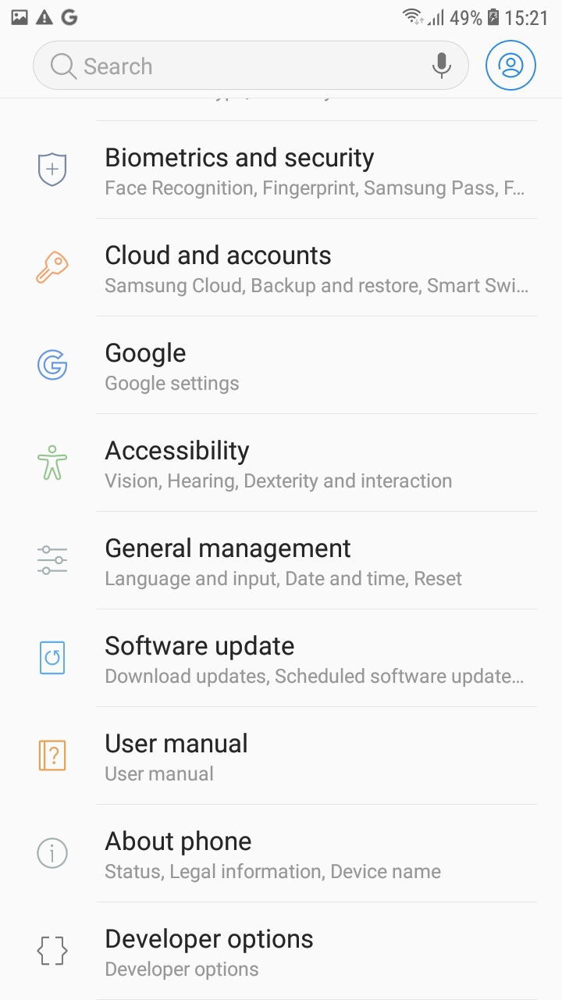 49% 15:21
Search
Biometrics and security
Face Recognition, Fingerprint, Samsung Pass, F...
Cloud and accounts
Samsung Cloud, Backup and restore, Smart Swi...
Google
Google settings
Accessibility
Vision, Hearing, Dexterity and interaction
General management
Language and input, Date and time, Reset
Software update
Download updates, Scheduled software update...
User manual
User manual
About phone
Status, Legal information, Device name
Developer options
Developer options